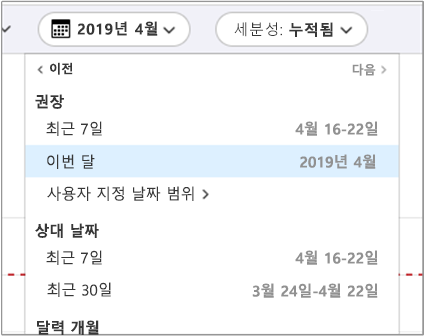 2019년 4월 세분성: 누적됨
이전 다음
권장
최근 7일 4월 16-22일
이번 달 2019년 4월
사용자 지정 날짜 범위
상대 날짜
최근 7일 4월 16-22일
최근 30일 3월 24일-4월 22일
달력 개월